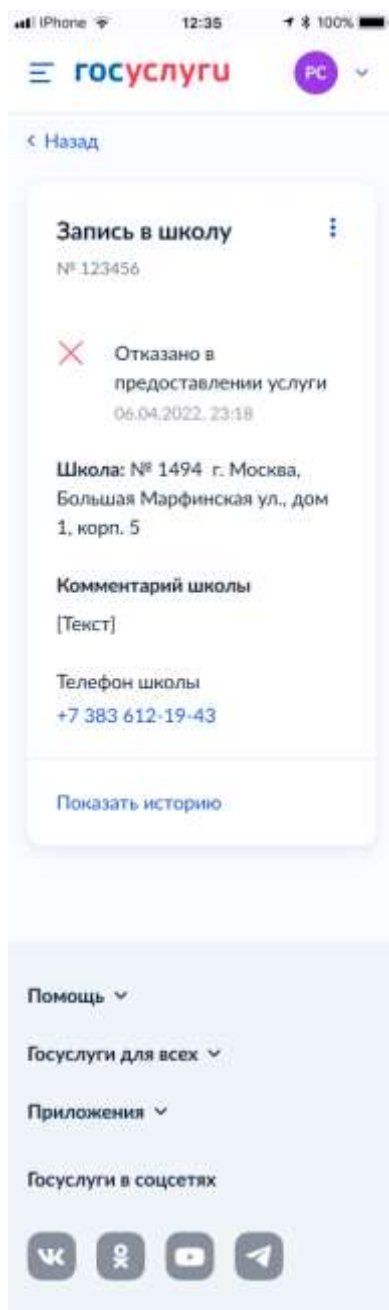 iPhone 12:35 100%
госуслуги РС
Назад
Запись в школу
№ 123456
Отказано в
предоставлении услуги
06.04.2022, 23:18
Школа: № 1494 г. Москва,
Большая Марфинская ул., дом
1, корп. 5
Комментарий школы
[Текст]
Телефон школы
+7 383 612-19-43
Показать историю
Помощь
Госуслуги для всех
Приложения
Госуслуги в соцсетях